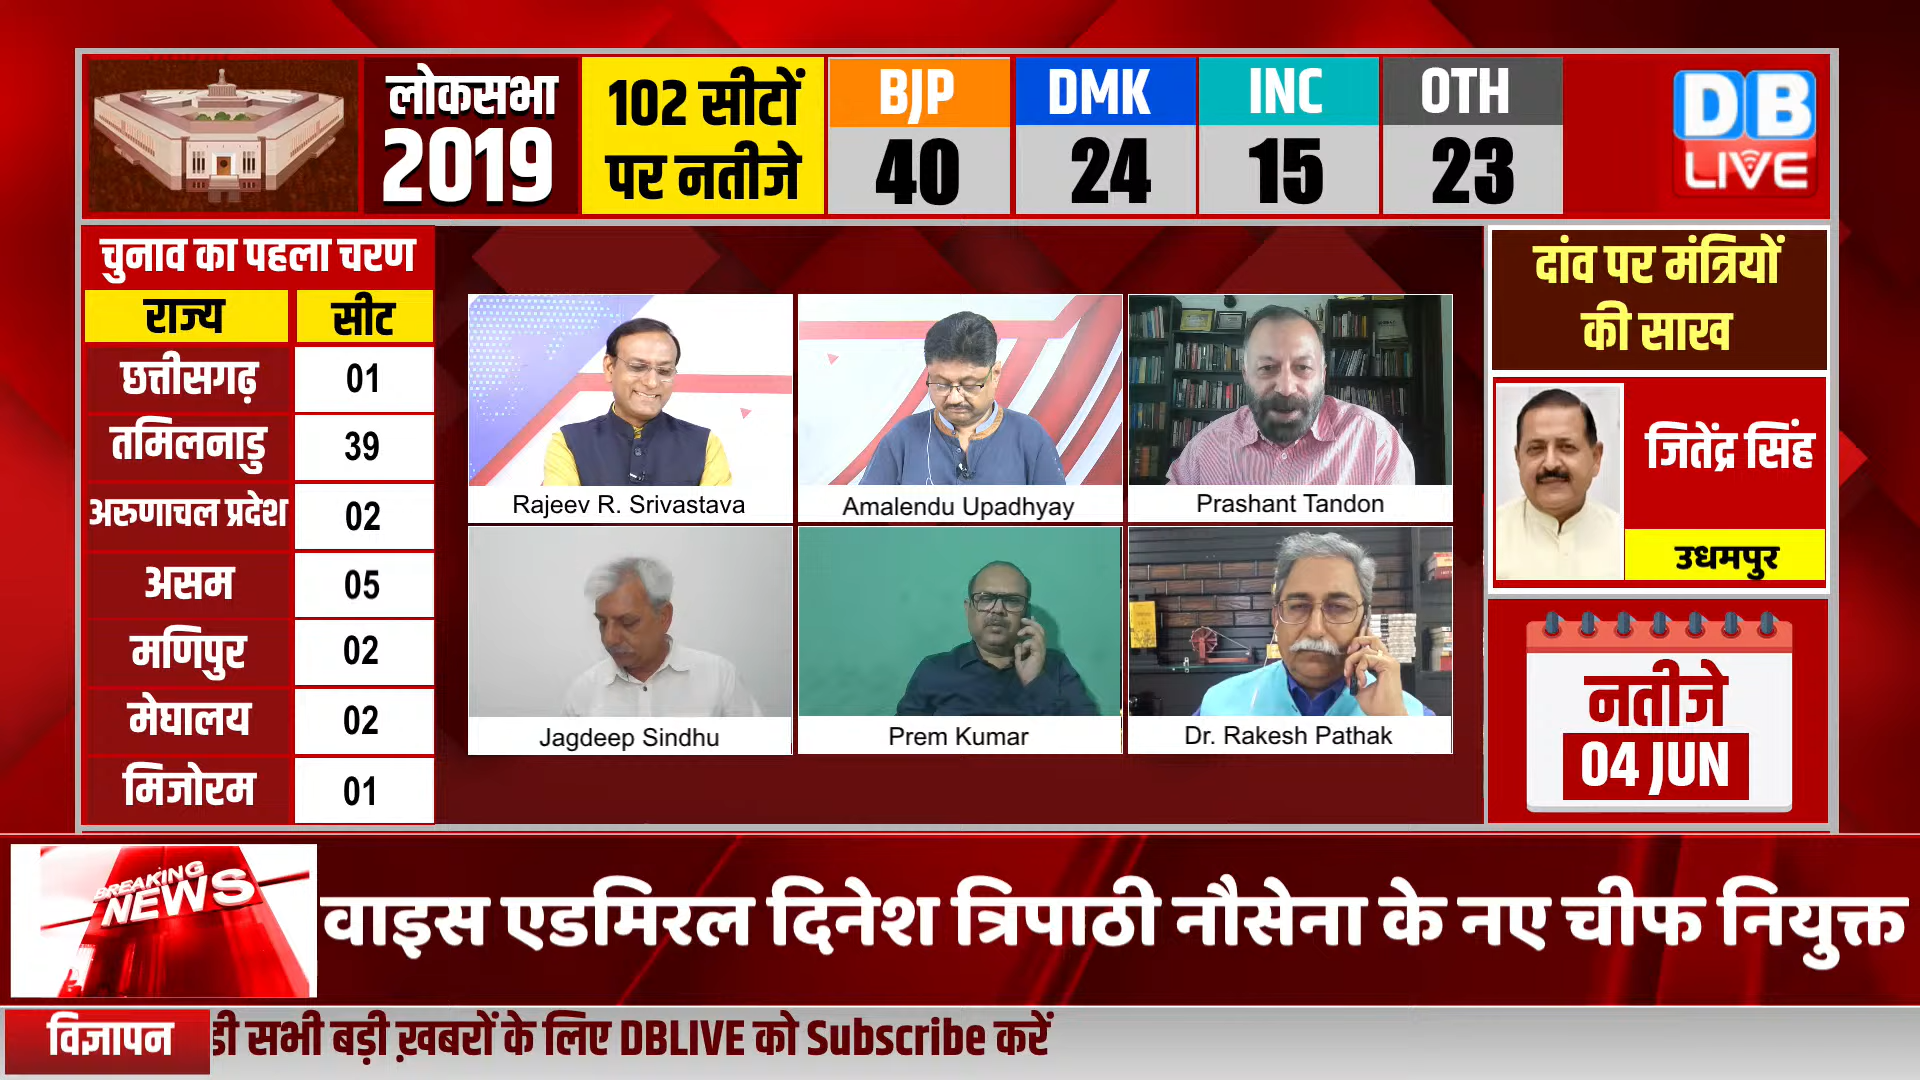 लोकसभा
2019
102 सीटों
पर नतीजे
BJP
40
DMK
24
INC
15
OTH
23
DB
LIVE
चुनाव का पहला चरण
राज्य सीट
छत्तीसगढ़ 01
तमिलनाडु 39
अरुणाचल प्रदेश 02
असम 05
मणिपुर 02
मेघालय 02
मिजोरम 01
Rajeev R. Srivastava
Amalendu Upadhyay
Prashant Tandon
Jagdeep Sindhu
Prem Kumar
Dr. Rakesh Pathak
दांव पर मंत्रियों
की साख
जितेंद्र सिंह
उधमपुर
नतीजे
04 JUN
BREAKING
NEWS
वाइस एडमिरल दिनेश त्रिपाठी नौसेना के नए चीफ नियुक्त
विज्ञापन
सभी बड़ी ख़बरों के लिए DBLIVE को Subscribe करें